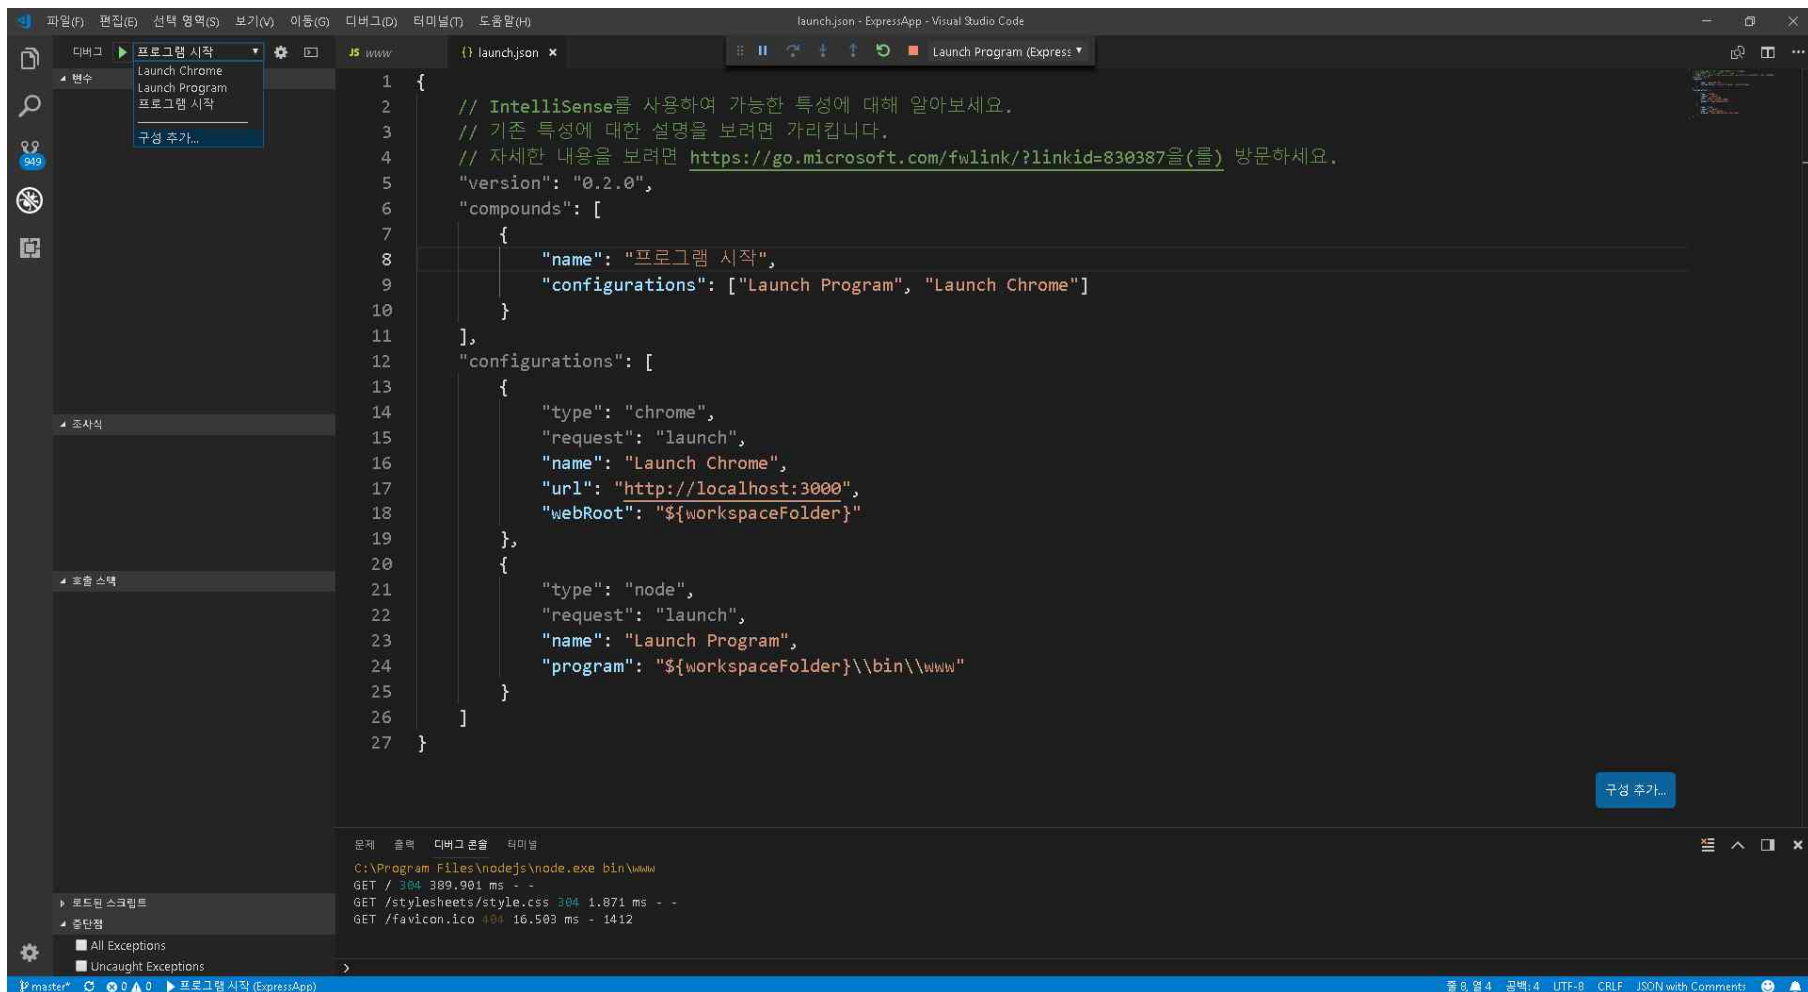 파일(F) 편집(E) 선택 영역(S) 보기(V) 이동(G) 디버그(D) 터미널(T) 도움말(H) launch.json - ExpressApp - Visual Studio Code
디버그 프로그램 시작
JS www {} launch.json
Launch Program (Express
변수
Launch Chrome
Launch Program
프로그램 시작
구성 추가...
949
조사식
호출 스택
로드된 스크립트
중단점
All Exceptions
Uncaught Exceptions
1 {
2 // IntelliSense를 사용하여 가능한 특성에 대해 알아보세요.
3 // 기존 특성에 대한 설명을 보려면 가리킵니다.
4 // 자세한 내용을 보려면 https://go.microsoft.com/fwlink/?linkid=830387을(를) 방문하세요.
5 "version": "0.2.0",
6 "compounds": [
7 {
8 "name": "프로그램 시작",
9 "configurations": ["Launch Program", "Launch Chrome"]
10 }
11 ],
12 "configurations": [
13 {
14 "type": "chrome",
15 "request": "launch",
16 "name": "Launch Chrome",
17 "url": "http://localhost:3000",
18 "webRoot": "${workspaceFolder}"
19 },
20 {
21 "type": "node",
22 "request": "launch",
23 "name": "Launch Program",
24 "program": "${workspaceFolder}\\bin\\www"
25 }
26 ]
27 }
구성 추가...
문제 출력 디버그 콘솔 터미널
C:\Program Files\nodejs\node.exe bin\www
GET / 304 389.901 ms - -
GET /stylesheets/style.css 304 1.871 ms - -
GET /favicon.ico 404 16.503 ms - 1412
master* 0 0 프로그램 시작 (ExpressApp) 줄 8, 열 4 공백: 4 UTF-8 CRLF JSON with Comments